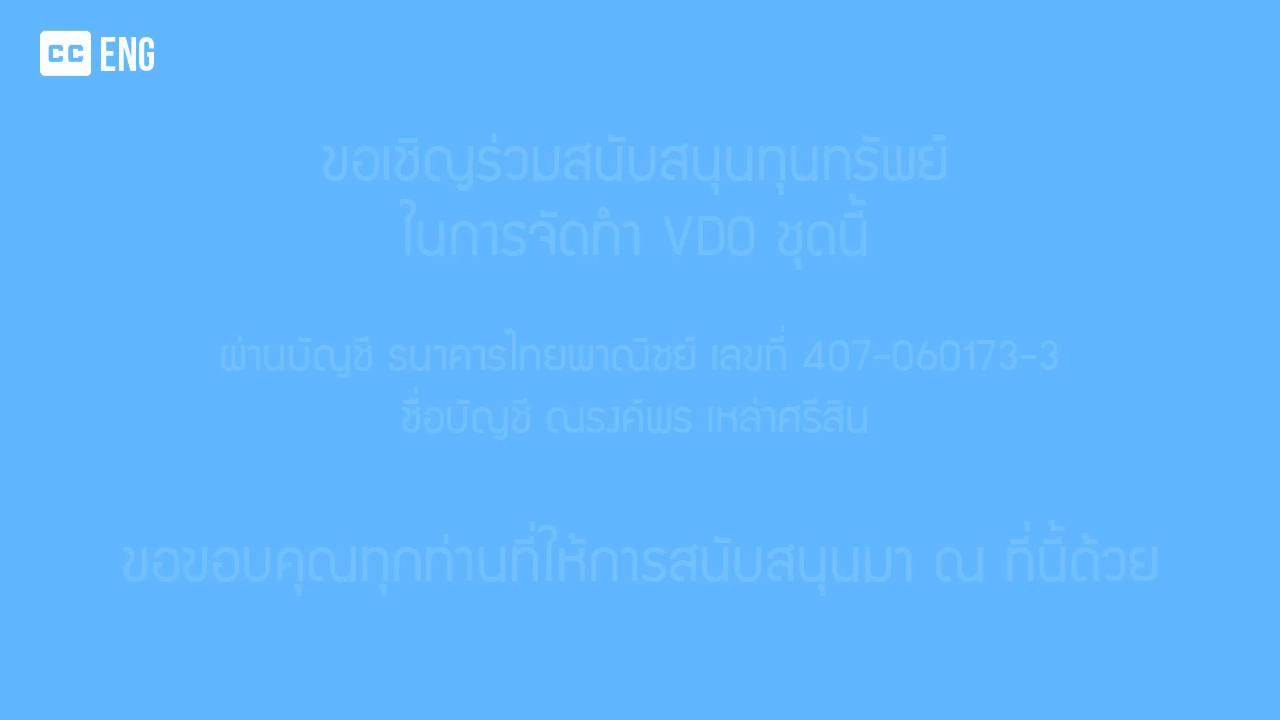 CC ENG
ขอเชิญร่วมสนับสนุนทุนทรัพย์
ในการจัดทำ VDO ชุดนี้
ผ่านบัญชี ธนาคารไทยพาณิชย์ เลขที่ 407-060173-3
ชื่อบัญชี ณรงค์พร เหล่าศรีสิน
ขอขอบคุณทุกท่านที่ให้การสนับสนุนมา ณ ที่นี้ด้วย